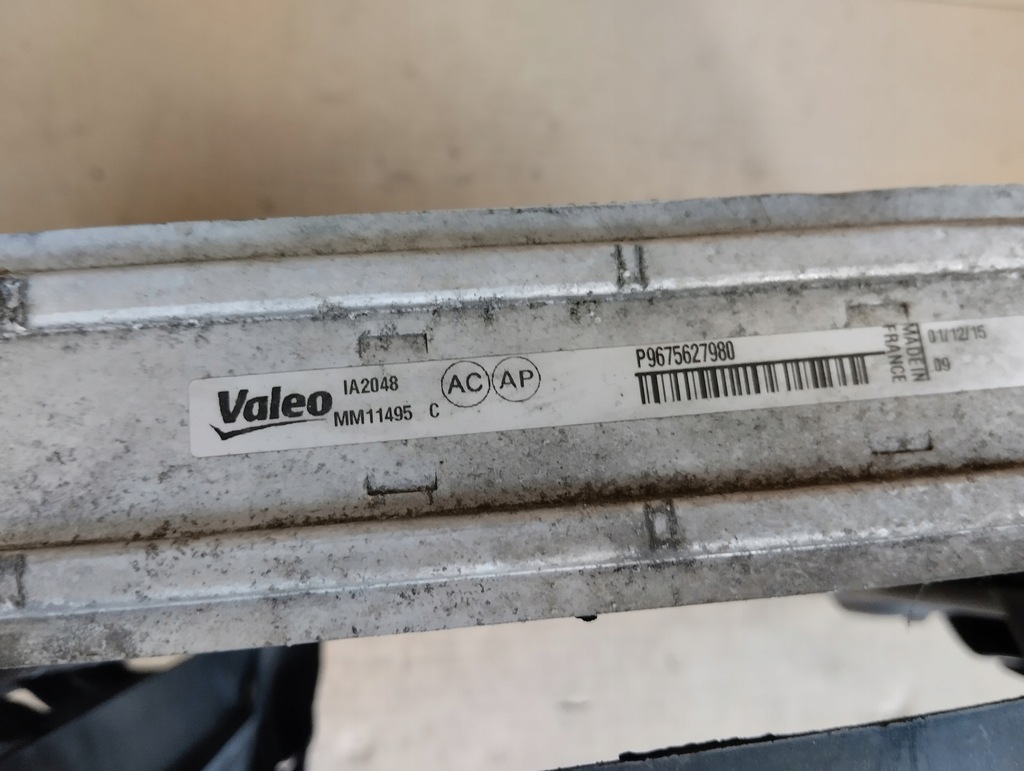 Valeo
IA2048
MM11495 C
AC AP
P9675627980
MADE IN
FRANCE
01/12/15
09